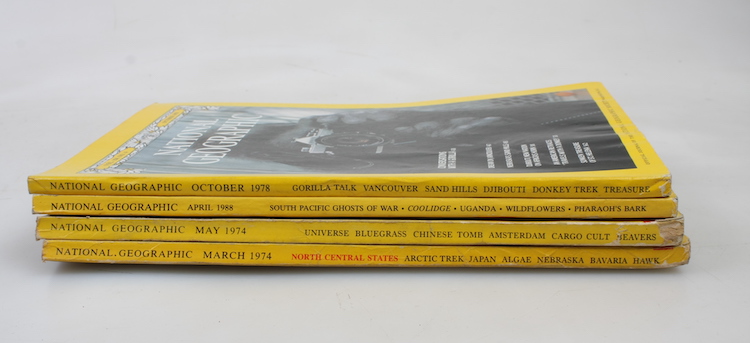 NATIONAL
GEOGRAPHIC
NATIONAL GEOGRAPHIC OCTOBER 1978 GORILLA TALK VANCOUVER SAND HILLS DJIBOUTI DONKEY TREK TREASURE
NATIONAL GEOGRAPHIC APRIL 1988 SOUTH PACIFIC GHOSTS OF WAR • COOLIDGE • UGANDA • WILDFLOWERS • PHARAOH'S BARK
NATIONAL GEOGRAPHIC MAY 1974 UNIVERSE BLUEGRASS CHINESE TOMB AMSTERDAM CARGO CULT BEAVERS
NATIONAL GEOGRAPHIC MARCH 1974 NORTH CENTRAL STATES ARCTIC TREK JAPAN ALGAE NEBRASKA BAVARIA HAWK